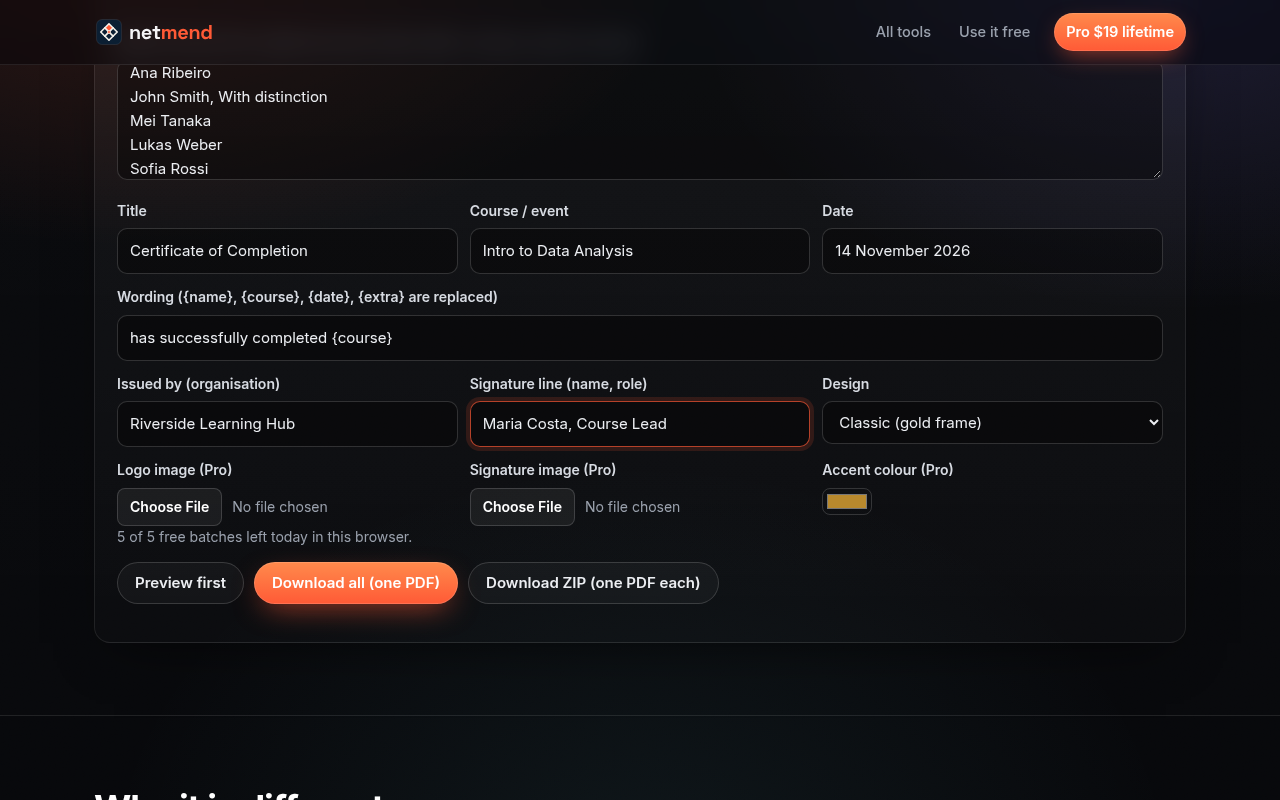 netmend
All tools
Use it free
Pro $19 lifetime
Ana Ribeiro
John Smith, With distinction
Mei Tanaka
Lukas Weber
Sofia Rossi
Title
Course / event
Date
Certificate of Completion
Intro to Data Analysis
14 November 2026
Wording ({name}, {course}, {date}, {extra} are replaced)
has successfully completed {course}
Issued by (organisation)
Signature line (name, role)
Design
Riverside Learning Hub
Maria Costa, Course Lead
Classic (gold frame)
Logo image (Pro)
Signature image (Pro)
Accent colour (Pro)
Choose File
No file chosen
Choose File
No file chosen
5 of 5 free batches left today in this browser.
Preview first
Download all (one PDF)
Download ZIP (one PDF each)
Why it is different